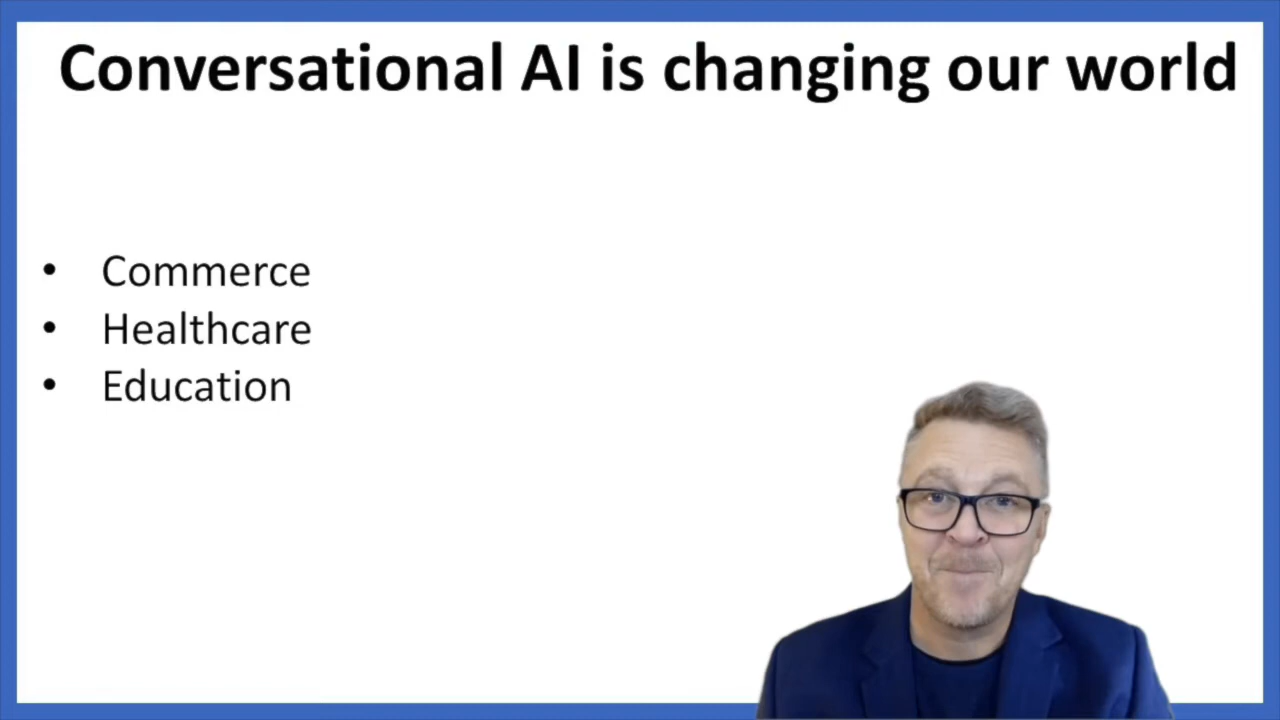 Conversational AI is changing our world
• Commerce
• Healthcare
• Education